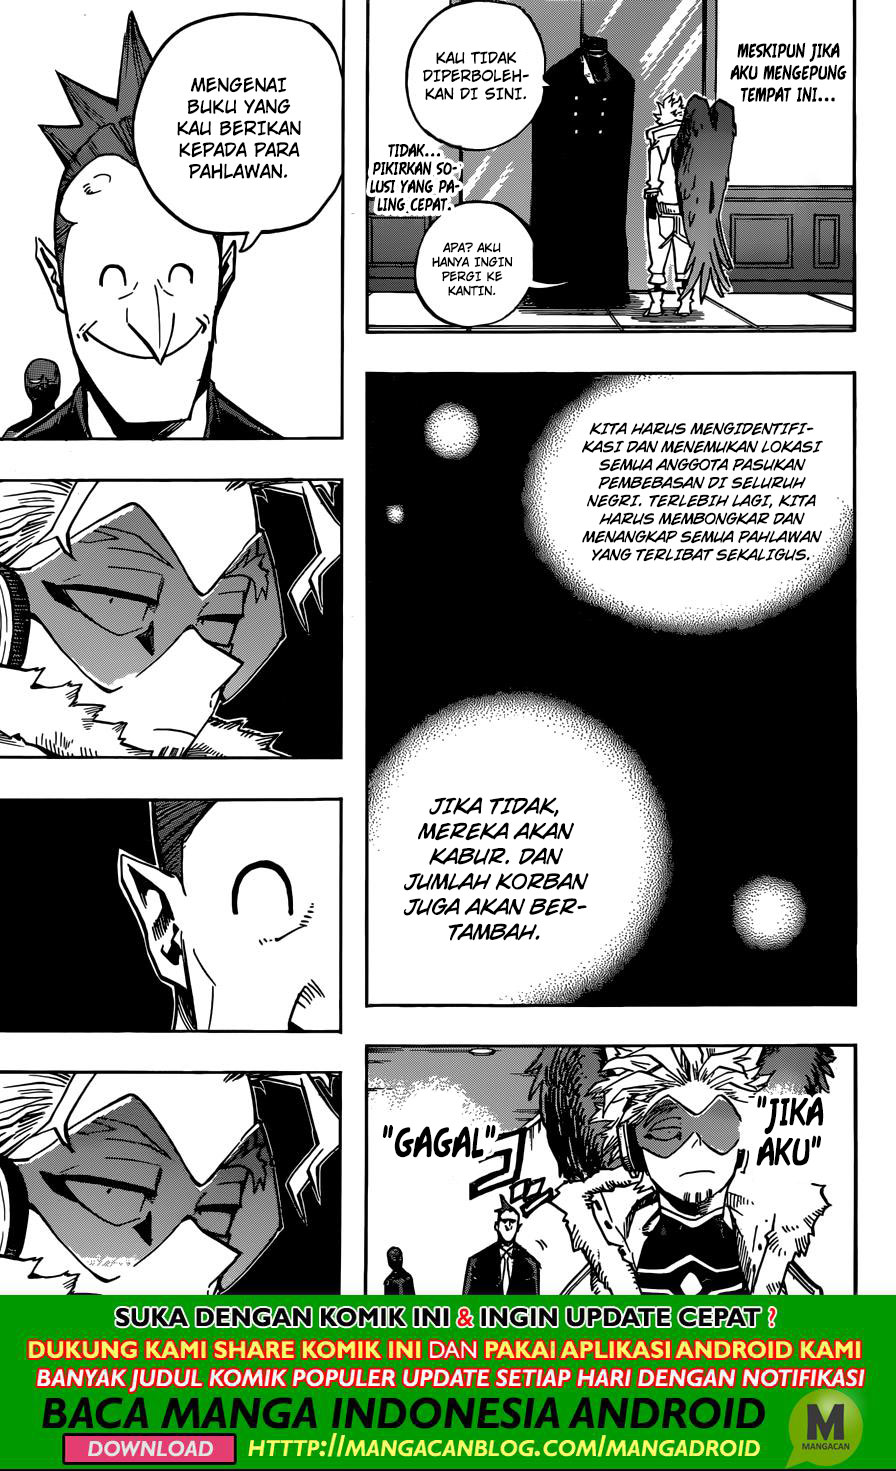 MESKIPUN JIKA
AKU MENGEPUNG
TEMPAT INI...
KAU TIDAK
DIPERBOLEH-
KAN DI SINI.
TIDAK...
PIKIRKAN SO-
LUSI YANG PA-
LING CEPAT.
APA? AKU
HANYA INGIN
PERGI KE
KANTIN.
KITA HARUS MENGIDENTIFI-
KASI DAN MENEMUKAN LOKASI
SEMUA ANGGOTA PASUKAN
PEMBEBASAN DI SELURUH
NEGRI. TERLEBIH LAGI, KITA
HARUS MEMBONGKAR DAN
MENANGKAP SEMUA PAHLAWAN
YANG TERLIBAT SEKALIGUS.
JIKA TIDAK,
MEREKA AKAN
KABUR. DAN
JUMLAH KORBAN
JUGA AKAN BER-
TAMBAH.
"JIKA
AKU"
"GAGAL"
MENGENAI
BUKU YANG
KAU BERIKAN
KEPADA PARA
PAHLAWAN.
SUKA DENGAN KOMIK INI & INGIN UPDATE CEPAT ?
DUKUNG KAMI SHARE KOMIK INI DAN PAKAI APLIKASI ANDROID KAMI
BANYAK JUDUL KOMIK POPULER UPDATE SETIAP HARI DENGAN NOTIFIKASI
BACA MANGA INDONESIA ANDROID
DOWNLOAD HTTTP://MANGACANBLOG.COM/MANGADROID
M
MANGACAN